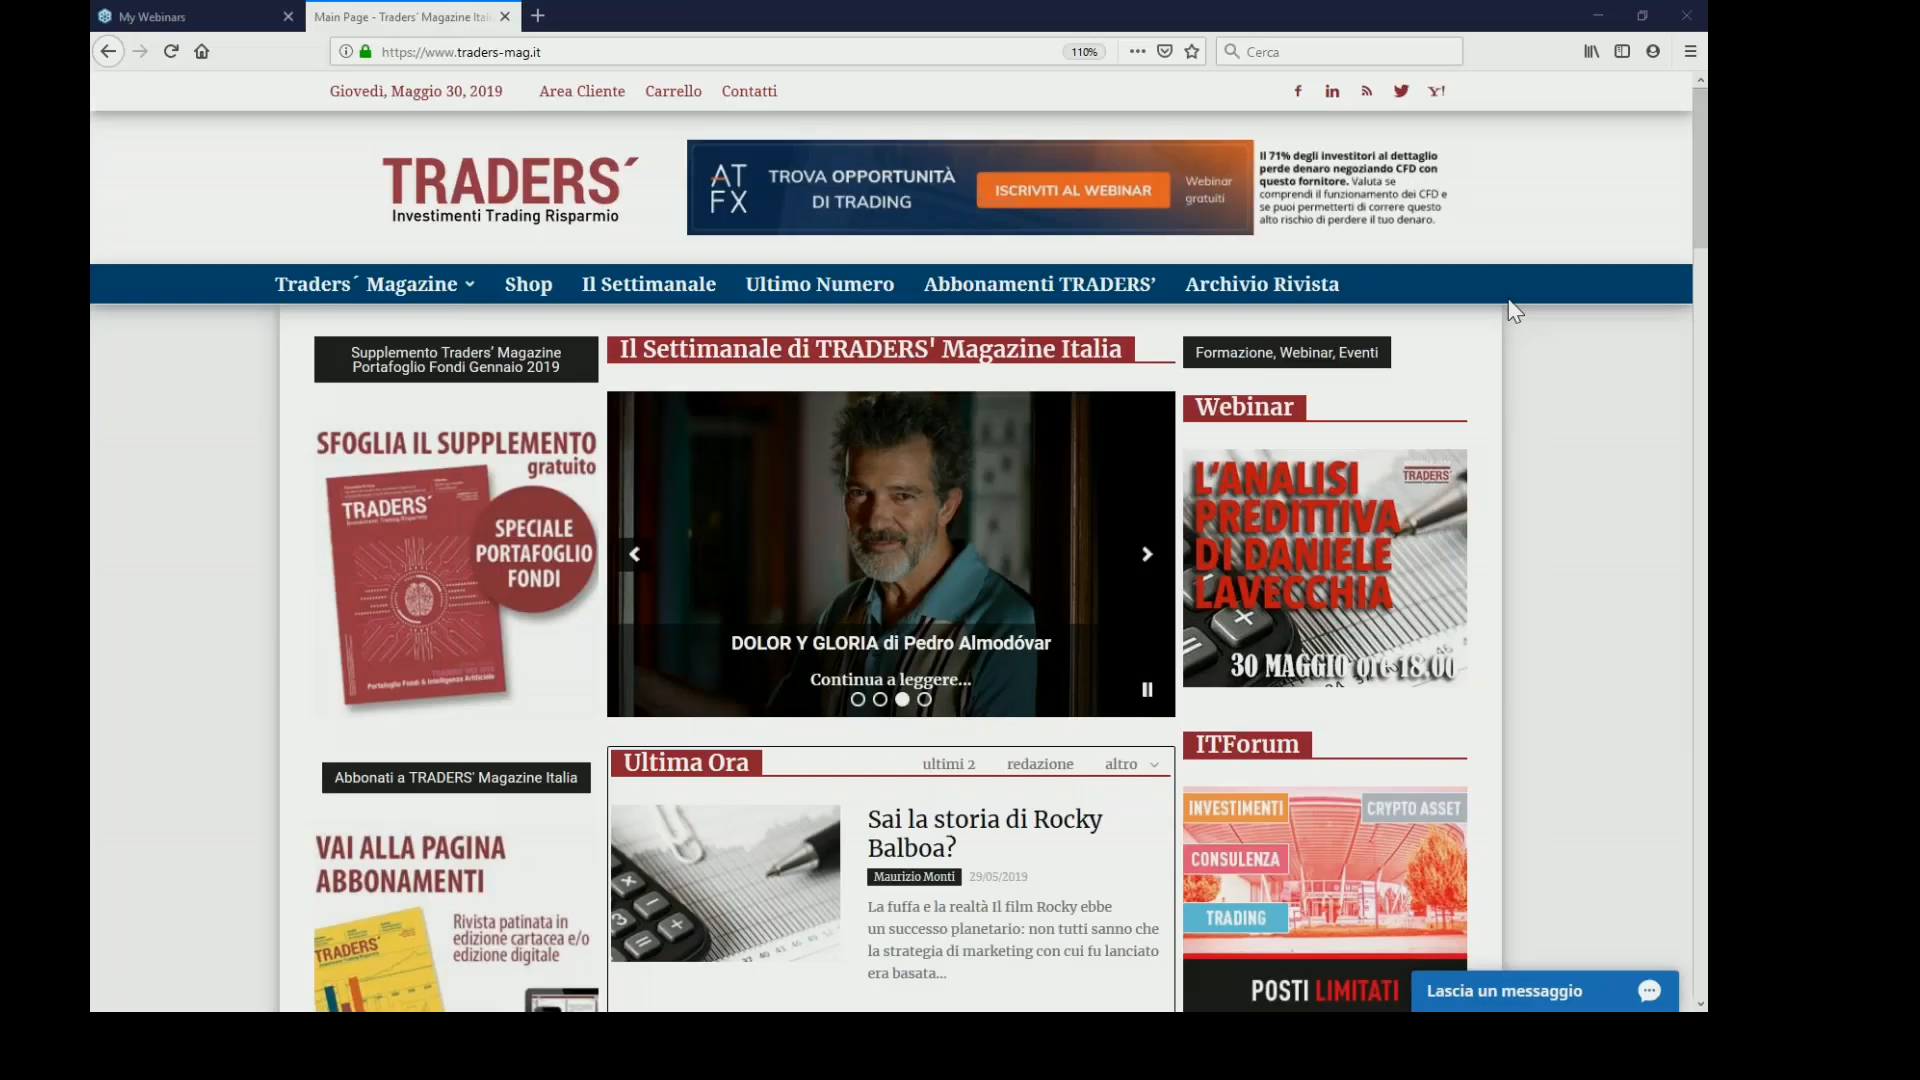 My Webinars
Main Page - Traders´ Magazine Itali
https://www.traders-mag.it
110%
Cerca
Giovedì, Maggio 30, 2019
Area Cliente
Carrello
Contatti
TRADERS´
Investimenti Trading Risparmio
AT
FX
TROVA OPPORTUNITÀ
DI TRADING
ISCRIVITI AL WEBINAR
Webinar
gratuiti
Il 71% degli investitori al dettaglio
perde denaro negoziando CFD con
questo fornitore. Valuta se
comprendi il funzionamento dei CFD e
se puoi permetterti di correre questo
alto rischio di perdere il tuo denaro.
Traders´ Magazine
Shop
Il Settimanale
Ultimo Numero
Abbonamenti TRADERS’
Archivio Rivista
Supplemento Traders’ Magazine
Portafoglio Fondi Gennaio 2019
SFOGLIA IL SUPPLEMENTO
gratuito
TRADERS´
Investimenti Trading Risparmio
SPECIALE
PORTAFOGLIO
FONDI
Portafoglio Fondi & Intelligenza Artificiale
Abbonati a TRADERS' Magazine Italia
VAI ALLA PAGINA
ABBONAMENTI
TRADERS´
Rivista patinata in
edizione cartacea e/o
edizione digitale
Il Settimanale di TRADERS' Magazine Italia
DOLOR Y GLORIA di Pedro Almodóvar
Continua a leggere...
Ultima Ora
ultimi 2
redazione
altro
Sai la storia di Rocky
Balboa?
Maurizio Monti
29/05/2019
La fuffa e la realtà Il film Rocky ebbe
un successo planetario: non tutti sanno che
la strategia di marketing con cui fu lanciato
era basata...
Formazione, Webinar, Eventi
Webinar
TRADERS´
L'ANALISI
PREDITTIVA
DI DANIELE
LAVECCHIA
30 MAGGIO ore 18.00
ITForum
INVESTIMENTI
CRYPTO ASSET
CONSULENZA
TRADING
POSTI LIMITATI
Lascia un messaggio